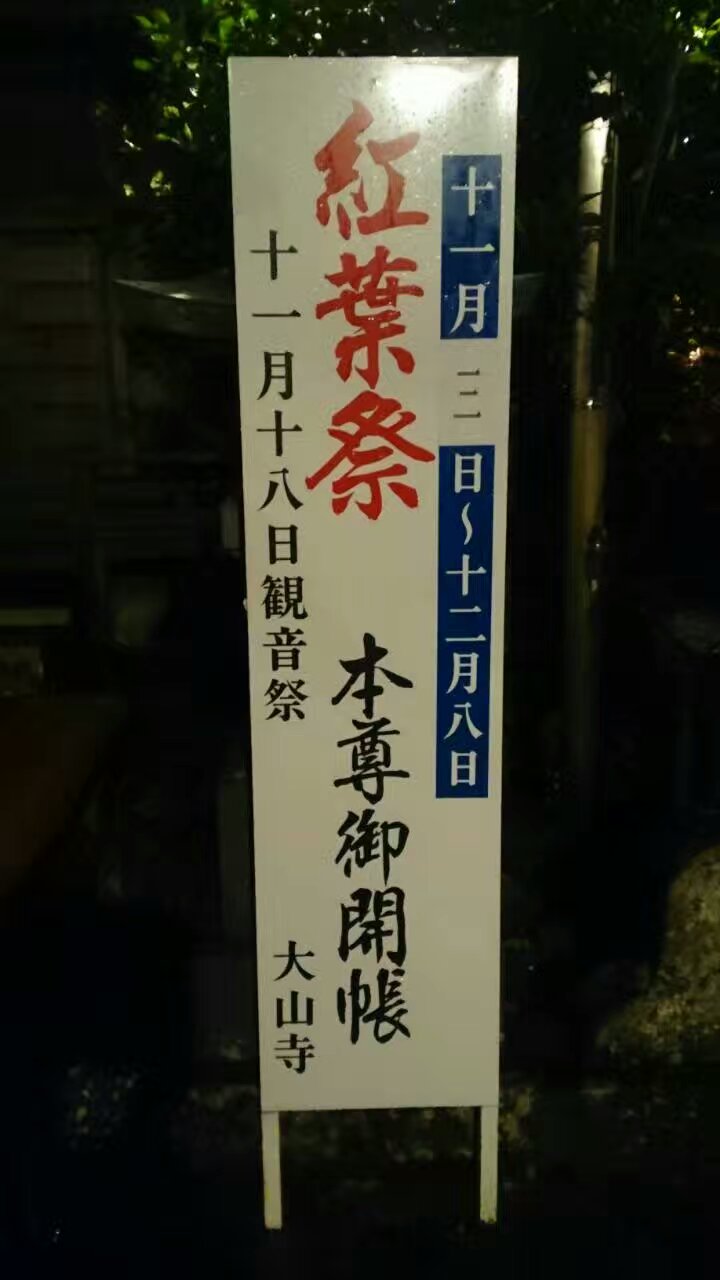 十一月
日〜十二月八日
紅葉祭
本尊御開帳
十一月十八日観音祭
大山寺